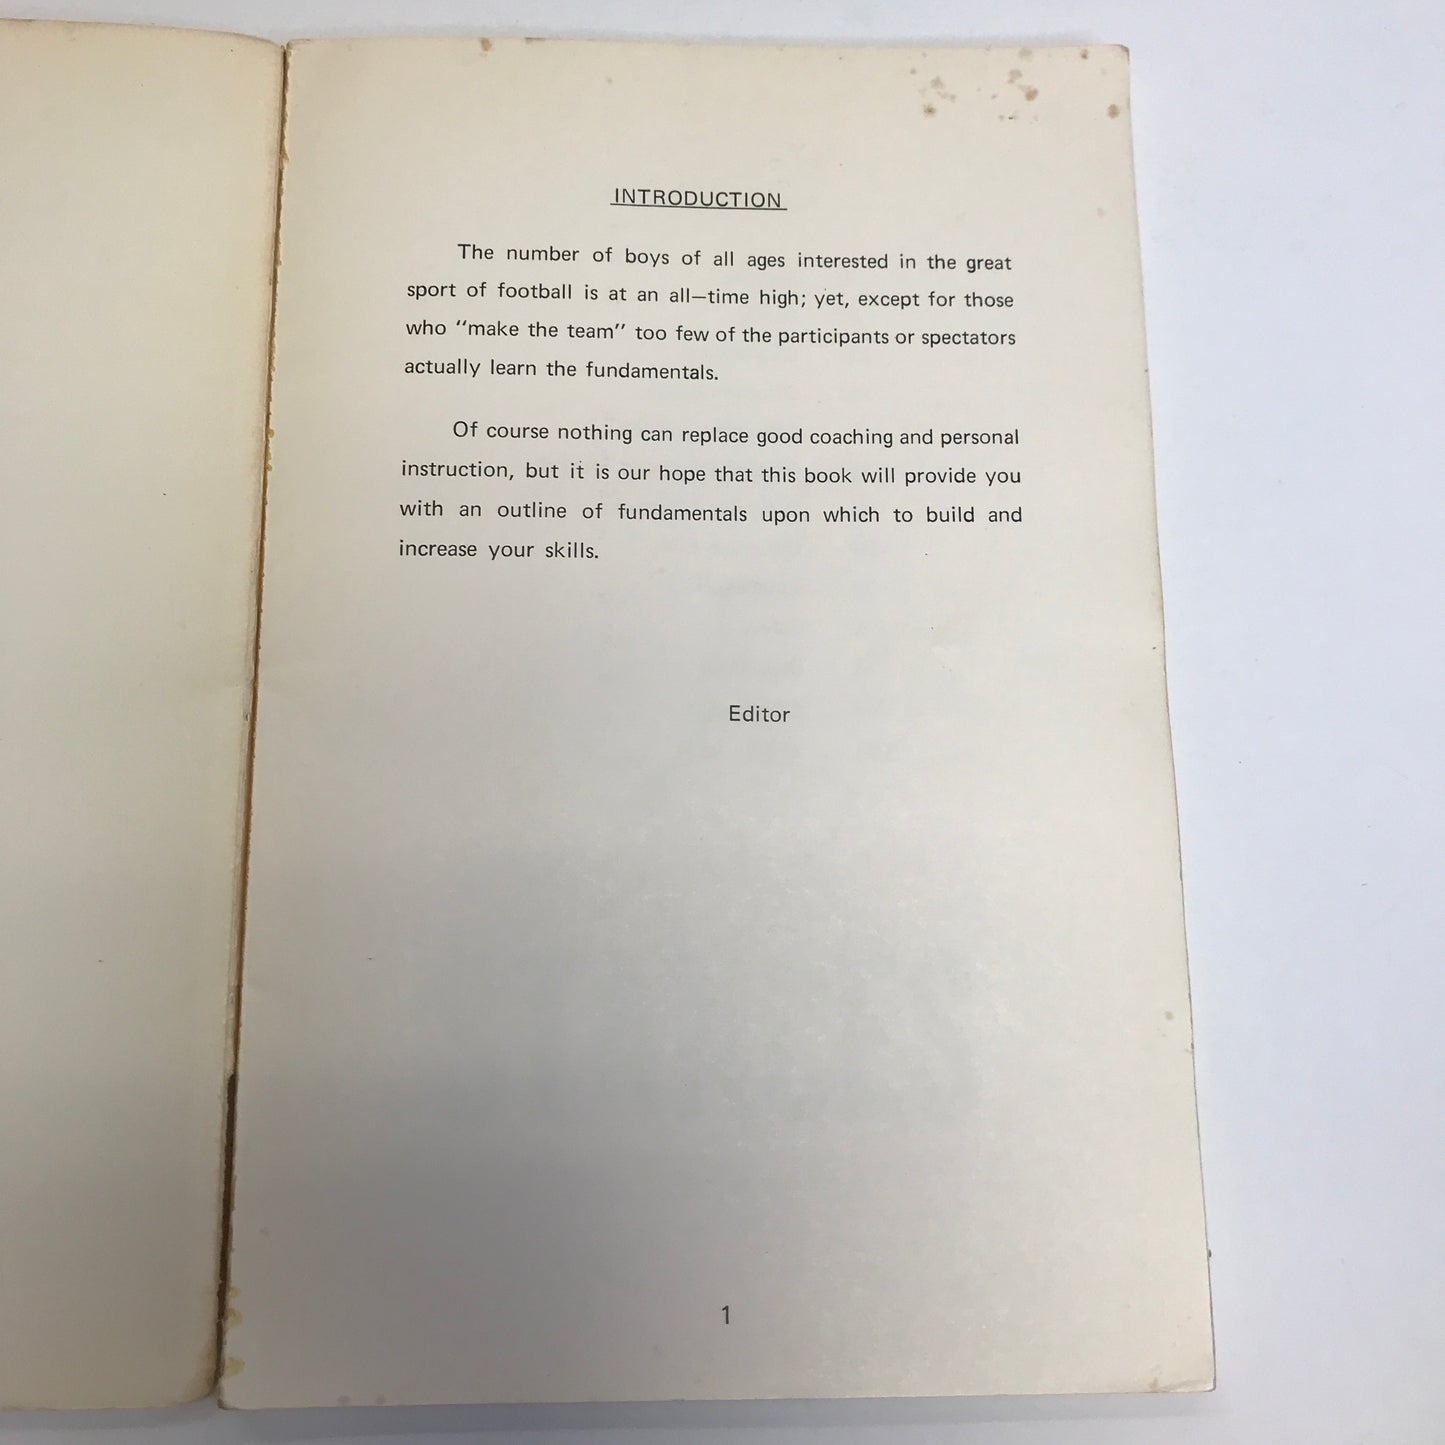 INTRODUCTION
The number of boys of all ages interested in the great
sport of football is at an all—time high; yet, except for those
who "make the team" too few of the participants or spectators
actually learn the fundamentals.
Of course nothing can replace good coaching and personal
instruction, but it is our hope that this book will provide you
with an outline of fundamentals upon which to build and
increase your skills.
Editor
1